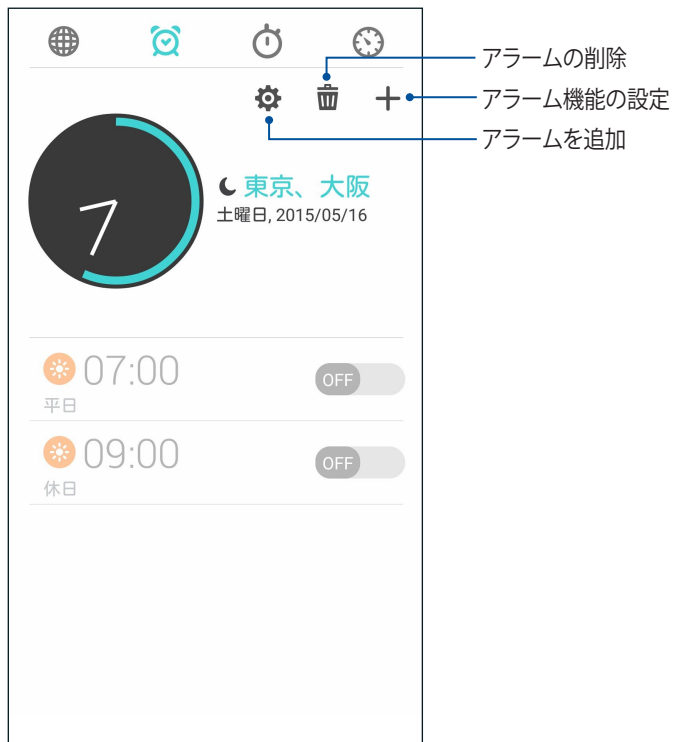 アラームの削除
アラーム機能の設定
アラームを追加
東京、大阪
土曜日, 2015/05/16
07:00
OFF
平日
09:00
OFF
休日